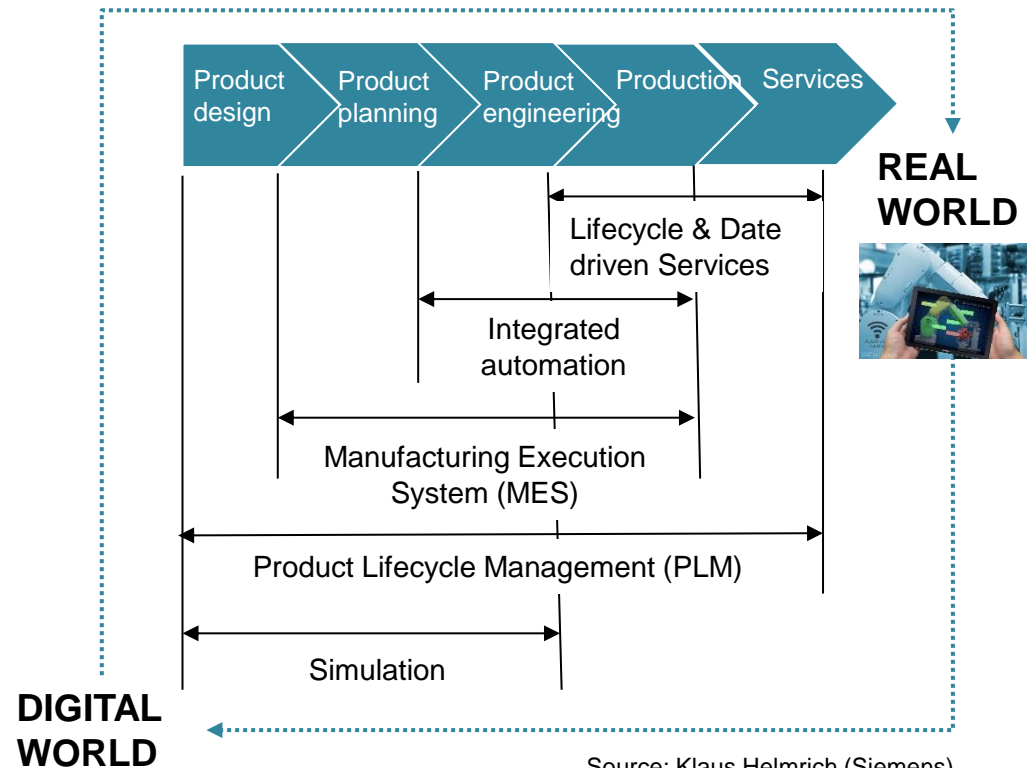 Product
design
Product
planning
Product
engineering
Production
Services
REAL
WORLD
Lifecycle & Date
driven Services
Integrated
automation
Manufacturing Execution
System (MES)
Product Lifecycle Management (PLM)
Simulation
DIGITAL
WORLD
Source: Klaus Helmrich (Siemens)